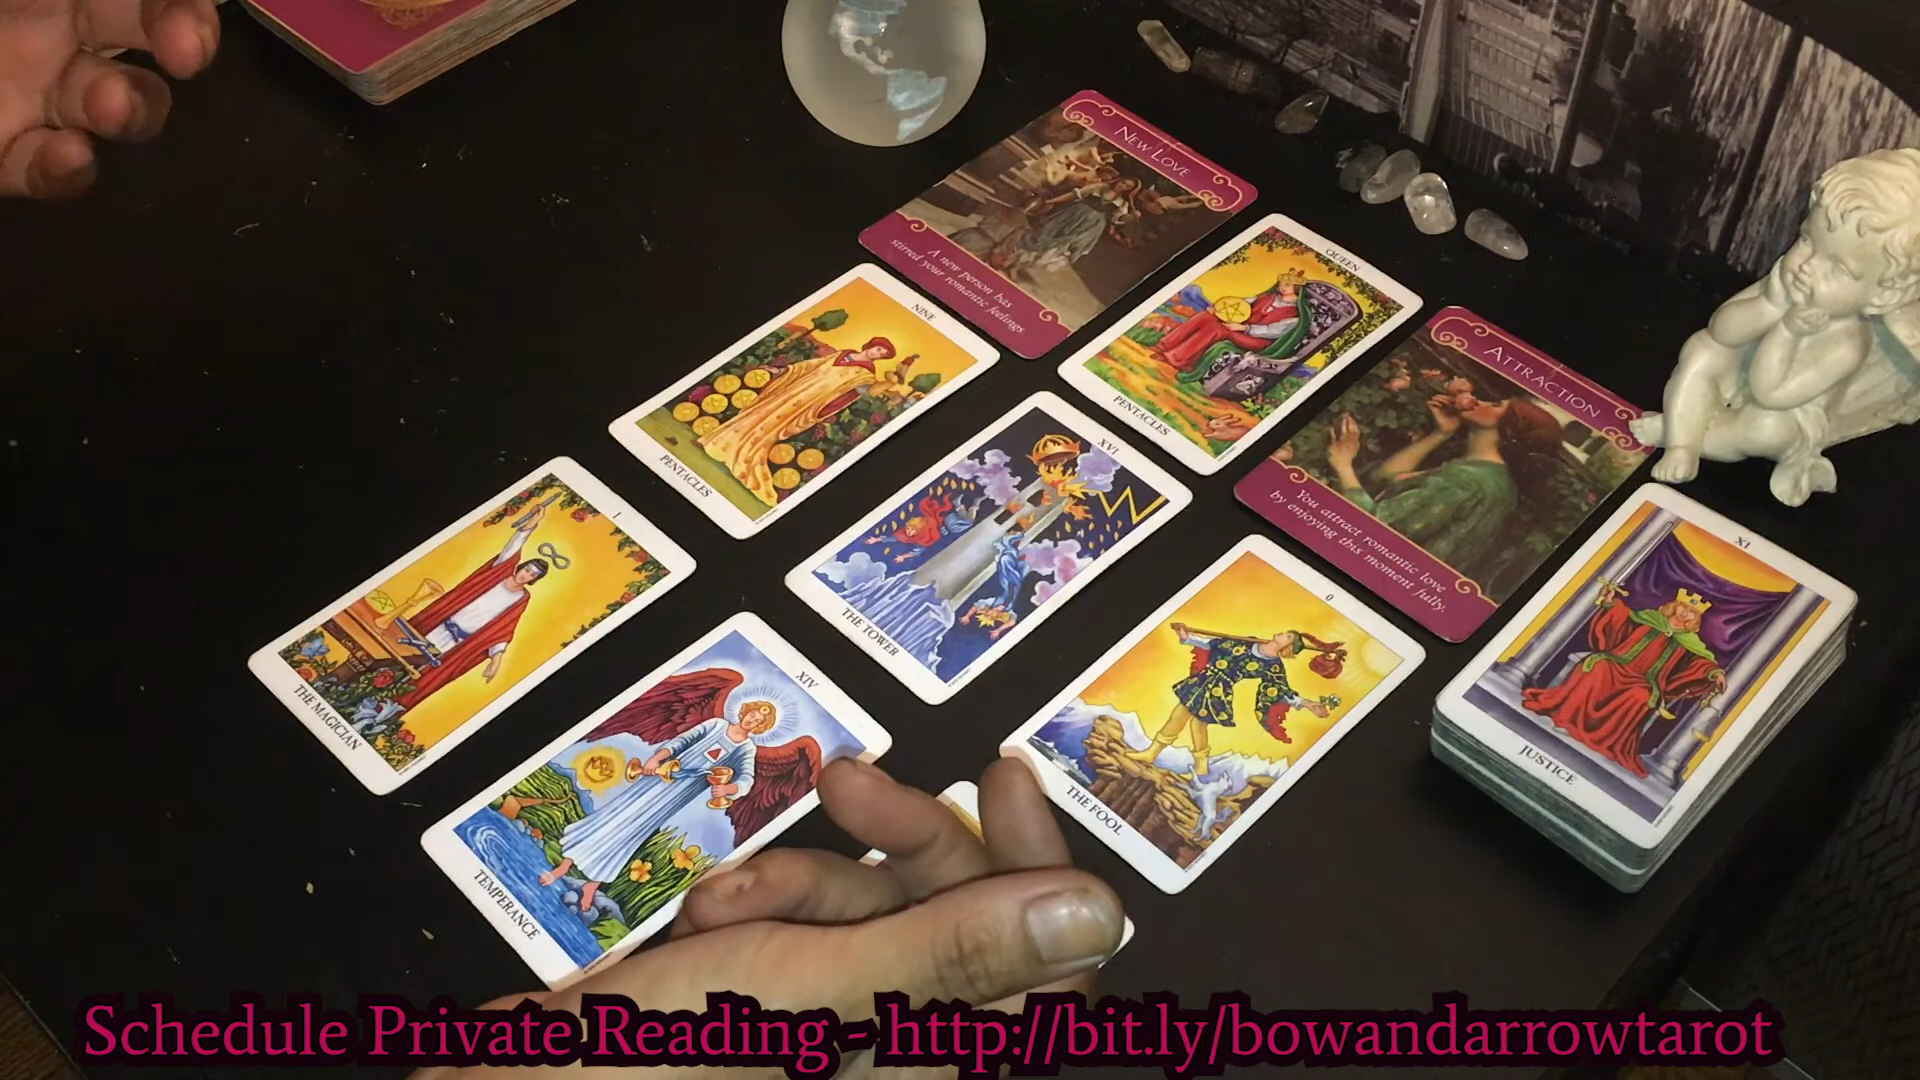 NEW LOVE
A new person has
stirred your romantic feelings.
QUEEN
PENTACLES
NINE
PENTACLES
ATTRACTION
You attract romantic love
by enjoying this moment fully.
XVI
THE TOWER
I
THE MAGICIAN
XI
JUSTICE
0
THE FOOL
XIV
TEMPERANCE
Schedule Private Reading - http://bit.ly/bowandarrowtarot